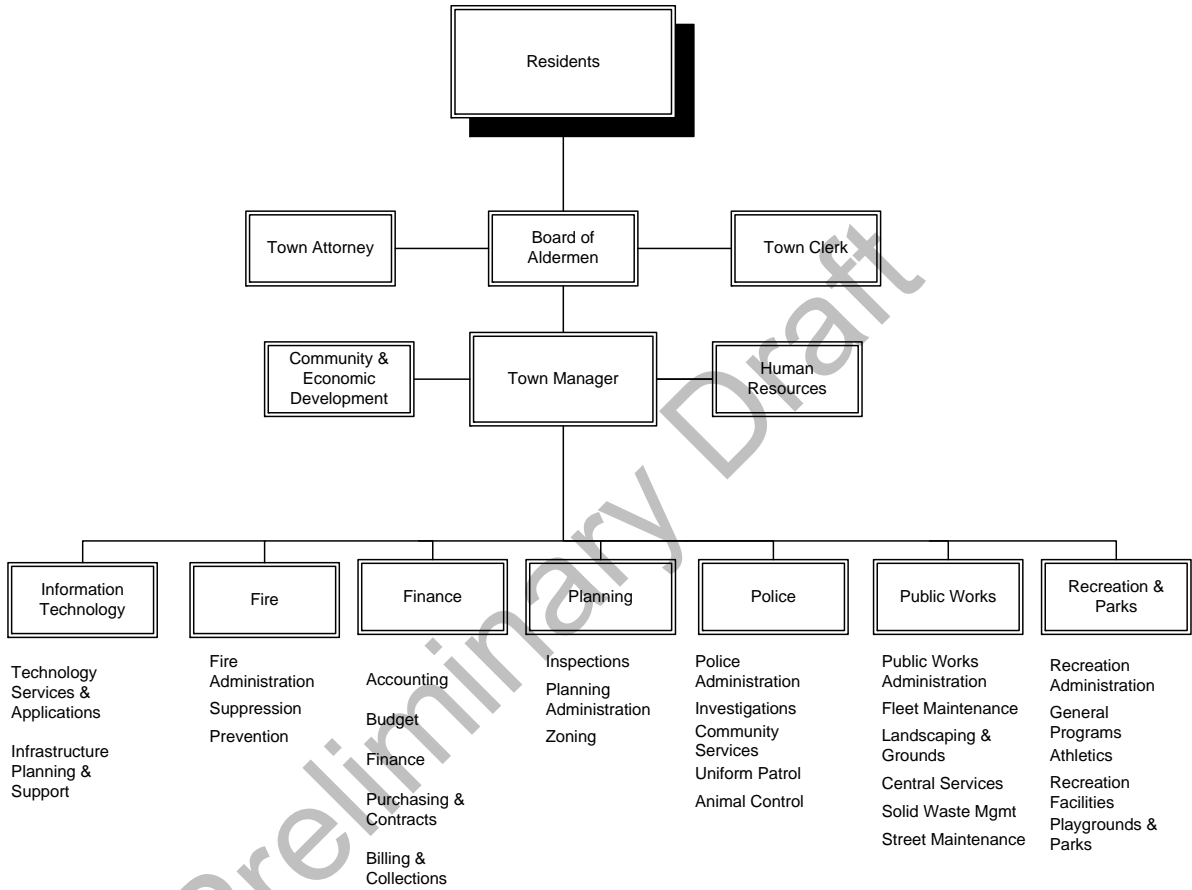 Residents
Town Attorney
Board of
Aldermen
Town Clerk
Community &
Economic
Development
Town Manager
Human
Resources
Information
Technology
Fire
Finance
Planning
Police
Public Works
Recreation &
Parks
Technology
Services &
Applications
Infrastructure
Planning &
Support
Fire
Administration
Suppression
Prevention
Accounting
Budget
Finance
Purchasing &
Contracts
Billing &
Collections
Inspections
Planning
Administration
Zoning
Police
Administration
Investigations
Community
Services
Uniform Patrol
Animal Control
Public Works
Administration
Fleet Maintenance
Landscaping &
Grounds
Central Services
Solid Waste Mgmt
Street Maintenance
Recreation
Administration
General
Programs
Athletics
Recreation
Facilities
Playgrounds &
Parks
Preliminary Draft